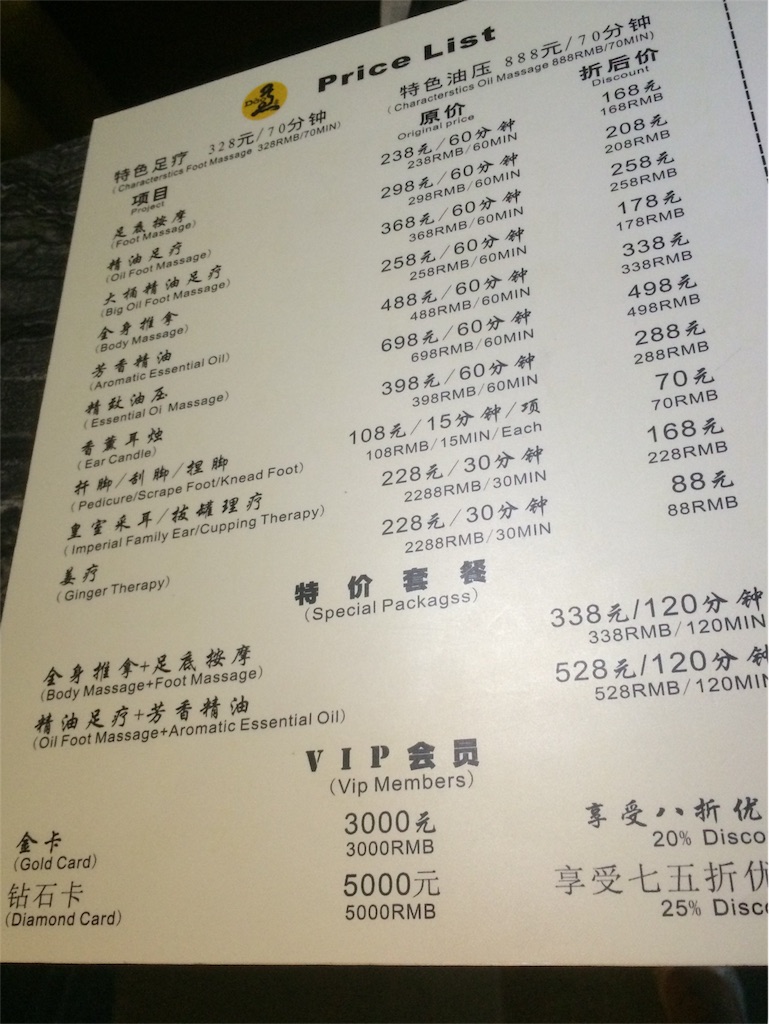 Price List
特色足疗 328元/70分钟
(Characterstics Foot Massage 328RMB/70MIN)
特色油压 888元/70分钟
(Characterstics Oil Massage 888RMB/70MIN)
项目 原价 折后价
Project Original price Discount
足底按摩 238元/60分钟 168元
(Foot Massage) 238RMB/60MIN 168RMB
精油足疗 298元/60分钟 208元
(Oil Foot Massage) 298RMB/60MIN 208RMB
大桶精油足疗 368元/60分钟 258元
(Big Oil Foot Massage) 368RMB/60MIN 258RMB
全身推拿 258元/60分钟 178元
(Body Massage) 258RMB/60MIN 178RMB
芳香精油 488元/60分钟 338元
(Aromatic Essential Oil) 488RMB/60MIN 338RMB
精致油压 698元/60分钟 498元
(Essential Oi Massage) 698RMB/60MIN 498RMB
香薰耳烛 398元/60分钟 288元
(Ear Candle) 398RMB/60MIN 288RMB
扦脚/刮脚/捏脚 108元/15分钟/项 70元
(Pedicure/Scrape Foot/Knead Foot) 108RMB/15MIN/Each 70RMB
皇室采耳/拔罐理疗 228元/30分钟 168元
(Imperial Family Ear/Cupping Therapy) 2288RMB/30MIN 228RMB
姜疗 228元/30分钟 88元
(Ginger Therapy) 2288RMB/30MIN 88RMB
特价套餐
(Special Packagss)
全身推拿+足底按摩 338元/120分钟
(Body Massage+Foot Massage) 338RMB/120MIN
精油足疗+芳香精油 528元/120分钟
(Oil Foot Massage+Aromatic Essential Oil) 528RMB/120MIN
VIP会员
(Vip Members)
金卡 3000元 享受八折优
(Gold Card) 3000RMB 20% Disco
钻石卡 5000元 享受七五折优
(Diamond Card) 5000RMB 25% Disc